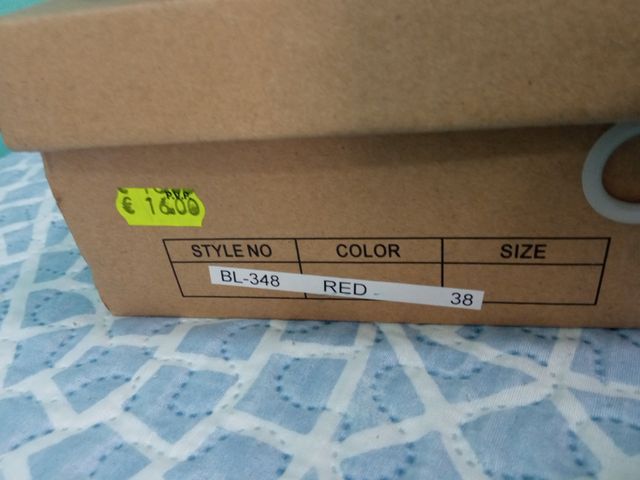 P.V.P.
€ 16.00
STYLE NO COLOR SIZE
BL-348 RED 38